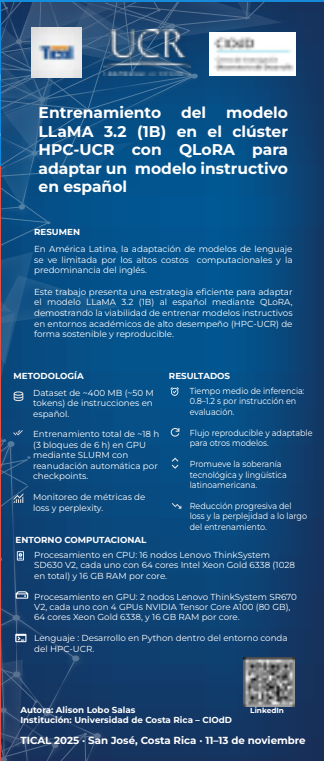 Tical
UCR
CIOdD
Entrenamiento del modelo
LLaMA 3.2 (1B) en el clúster
HPC-UCR con QLoRA para
adaptar un modelo instructivo
en español
RESUMEN
En América Latina, la adaptación de modelos de lenguaje
se ve limitada por los altos costos computacionales y la
predominancia del inglés.
Este trabajo presenta una estrategia eficiente para adaptar
el modelo LLaMA 3.2 (1B) al español mediante QLoRA,
demostrando la viabilidad de entrenar modelos instructivos
en entornos académicos de alto desempeño (HPC-UCR) de
forma sostenible y reproducible.
METODOLOGÍA
Dataset de ~400 MB (~50 M
tokens) de instrucciones en
español.
Entrenamiento total de ~18 h
(3 bloques de 6 h) en GPU
mediante SLURM con
reanudación automática por
checkpoints.
Monitoreo de métricas de
loss y perplexity.
RESULTADOS
Tiempo medio de inferencia:
0.8–1.2 s por instrucción en
evaluación.
Flujo reproducible y adaptable
para otros modelos.
Promueve la soberanía
tecnológica y lingüística
latinoamericana.
Reducción progresiva del
loss y la perplejidad a lo largo
del entrenamiento.
ENTORNO COMPUTACIONAL
Procesamiento en CPU: 16 nodos Lenovo ThinkSystem
SD630 V2, cada uno con 64 cores Intel Xeon Gold 6338 (1028
en total) y 16 GB RAM por core.
Procesamiento en GPU: 2 nodos Lenovo ThinkSystem SR670
V2, cada uno con 4 GPUs NVIDIA Tensor Core A100 (80 GB),
64 cores Xeon Gold 6338, y 16 GB RAM por core.
Lenguaje : Desarrollo en Python dentro del entorno conda
del HPC-UCR.
LinkedIn
Autora: Alison Lobo Salas
Institución: Universidad de Costa Rica – CIOdD
TICAL 2025 · San José, Costa Rica · 11–13 de noviembre